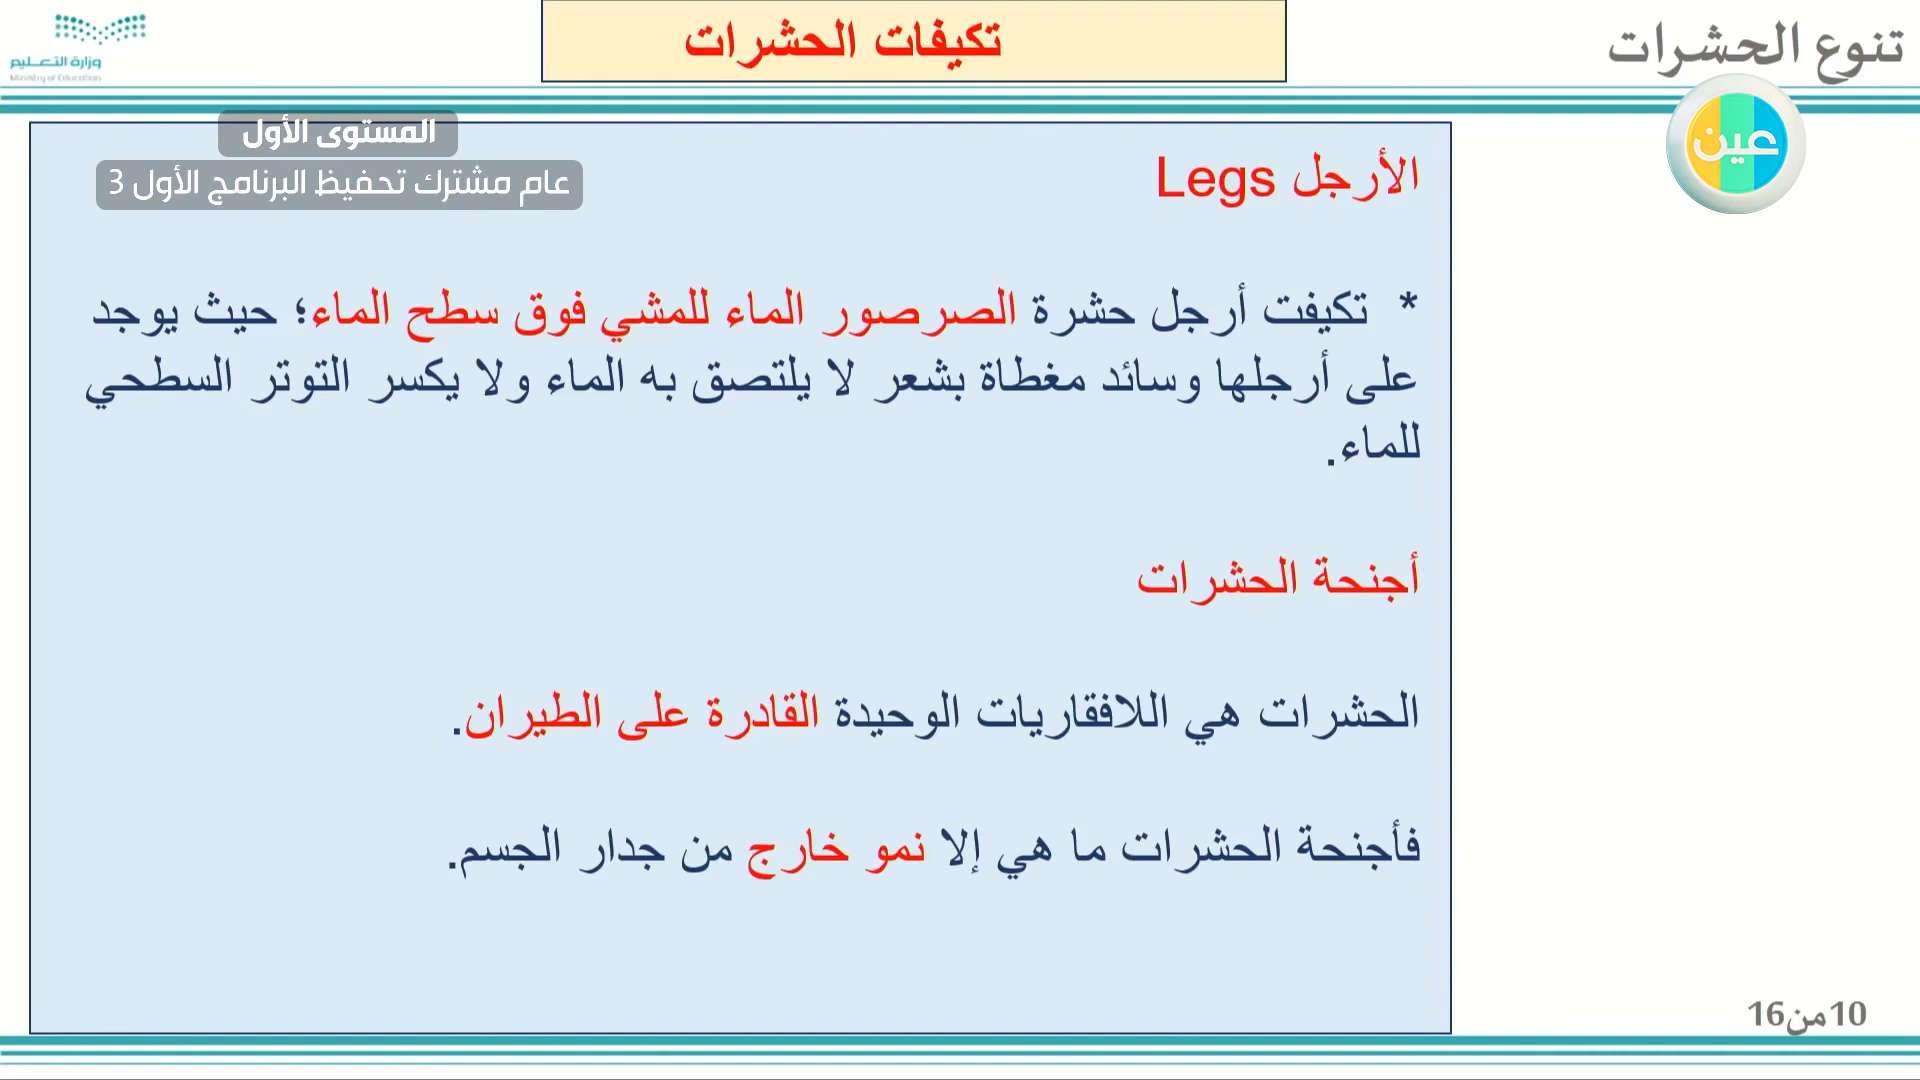 تنوع الحشرات
تكيفات الحشرات
وزارة التعليم
Ministry of Education
عين
المستوى الأول
عام مشترك تحفيظ البرنامج الأول 3
الأرجل Legs
* تكيفت أرجل حشرة الصرصور الماء للمشي فوق سطح الماء؛ حيث يوجد
على أرجلها وسائد مغطاة بشعر لا يلتصق به الماء ولا يكسر التوتر السطحي
للماء.
أجنحة الحشرات
الحشرات هي اللافقاريات الوحيدة القادرة على الطيران.
فأجنحة الحشرات ما هي إلا نمو خارج من جدار الجسم.
10من16